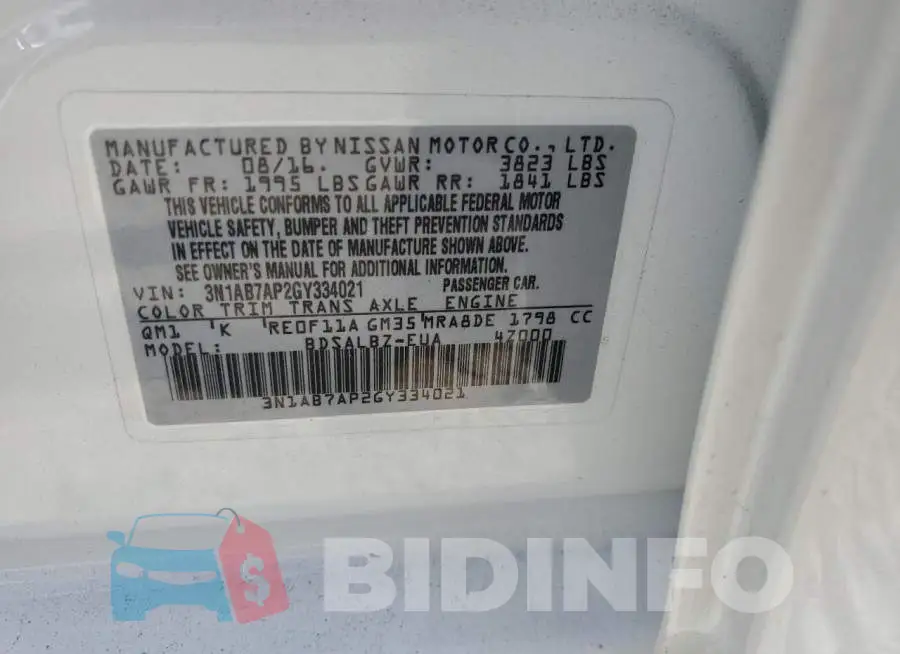 MANUFACTURED BY NISSAN MOTOR CO., LTD.
DATE: 08/16. GVWR: 3823 LBS
GAWR FR: 1995 LBS GAWR RR: 1841 LBS
THIS VEHICLE CONFORMS TO ALL APPLICABLE FEDERAL MOTOR
VEHICLE SAFETY, BUMPER AND THEFT PREVENTION STANDARDS
IN EFFECT ON THE DATE OF MANUFACTURE SHOWN ABOVE.
SEE OWNER'S MANUAL FOR ADDITIONAL INFORMATION.
VIN: 3N1AB7AP2GY334021 PASSENGER CAR.
COLOR TRIM TRANS AXLE ENGINE
QM1 'K 'RE0F11A GM35'MRA8DE 1798 CC
MODEL: BDSALBZ-EUA 47000
3N1AB7AP2GY334021
$ BIDINFO